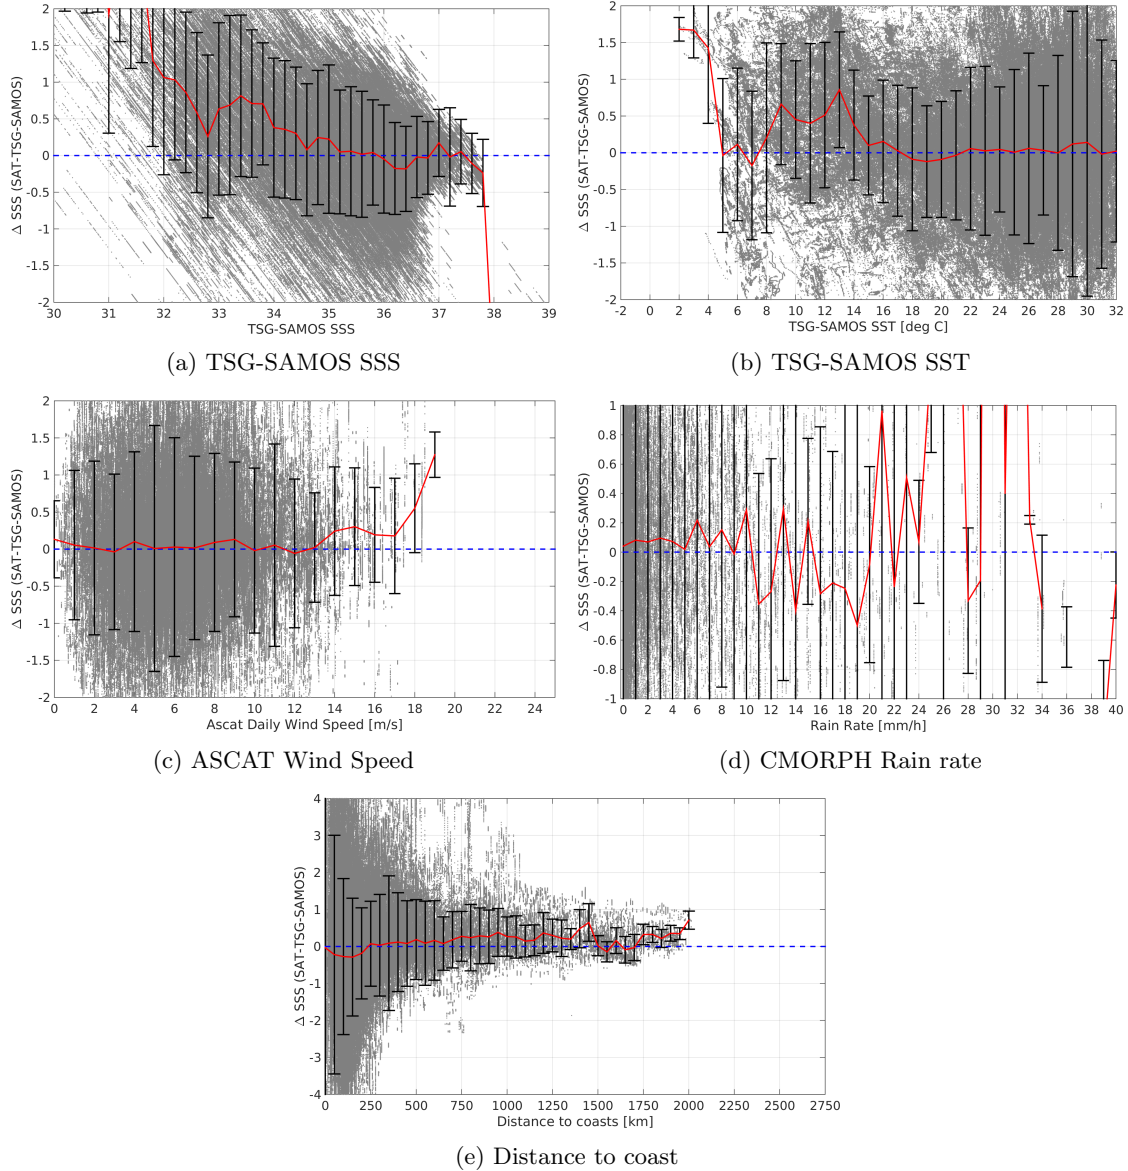 Δ SSS (SAT-TSG-SAMOS)
2
1.5
1
0.5
0
-0.5
-1
-1.5
-2
30 31 32 33 34 35 36 37 38 39
TSG-SAMOS SSS
(a) TSG-SAMOS SSS
Δ SSS (SAT-TSG-SAMOS)
2
1.5
1
0.5
0
-0.5
-1
-1.5
-2
-2 0 2 4 6 8 10 12 14 16 18 20 22 24 26 28 30 32
TSG-SAMOS SST [deg C]
(b) TSG-SAMOS SST
Δ SSS (SAT-TSG-SAMOS)
2
1.5
1
0.5
0
-0.5
-1
-1.5
-2
0 2 4 6 8 10 12 14 16 18 20 22 24
Ascat Daily Wind Speed [m/s]
(c) ASCAT Wind Speed
Δ SSS (SAT-TSG-SAMOS)
1
0.8
0.6
0.4
0.2
0
-0.2
-0.4
-0.6
-0.8
-1
0 2 4 6 8 10 12 14 16 18 20 22 24 26 28 30 32 34 36 38 40
Rain Rate [mm/h]
(d) CMORPH Rain rate
Δ SSS (SAT-TSG-SAMOS)
4
3
2
1
0
-1
-2
-3
-4
0 250 500 750 1000 1250 1500 1750 2000 2250 2500 2750
Distance to coasts [km]
(e) Distance to coast